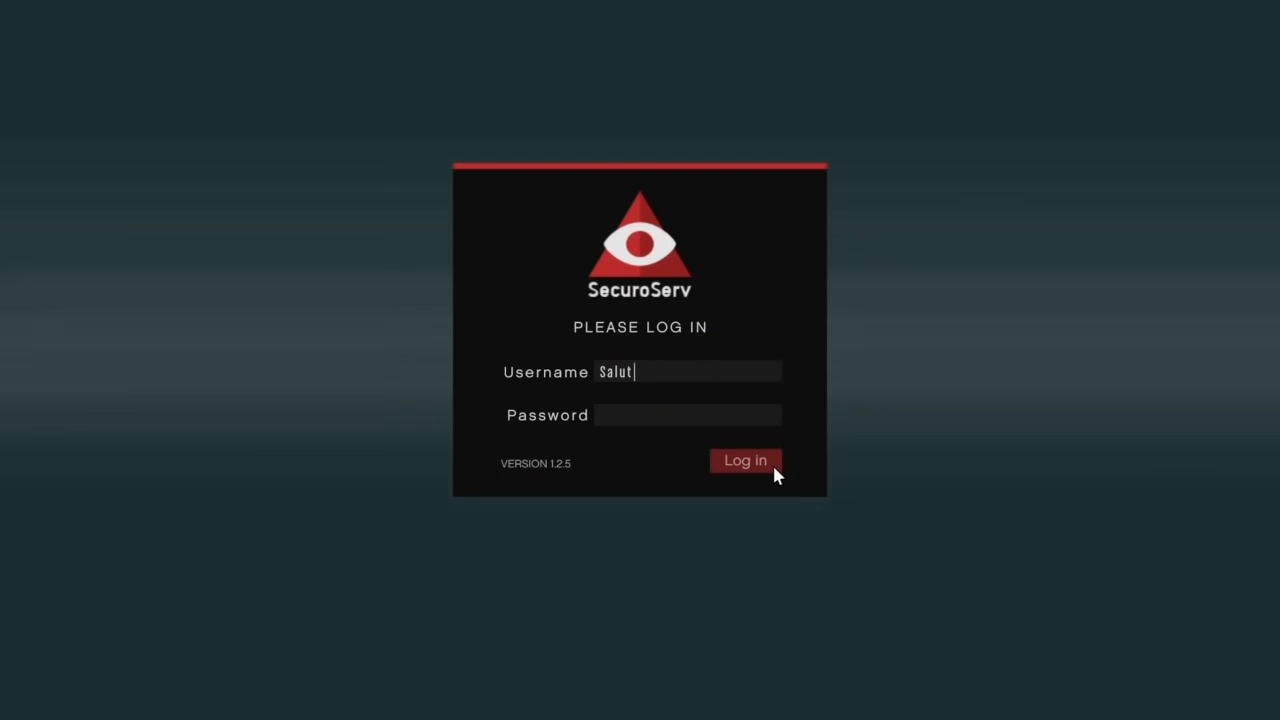 SecuroServ
PLEASE LOG IN
Username Salut
Password
VERSION 1.2.5 Log in